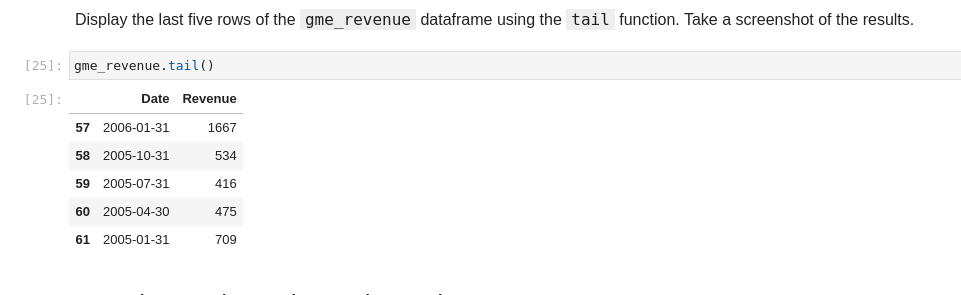 Display the last five rows of the gme_revenue dataframe using the tail function. Take a screenshot of the results.
[25]: gme_revenue.tail()
[25]: Date Revenue
57 2006-01-31 1667
58 2005-10-31 534
59 2005-07-31 416
60 2005-04-30 475
61 2005-01-31 709